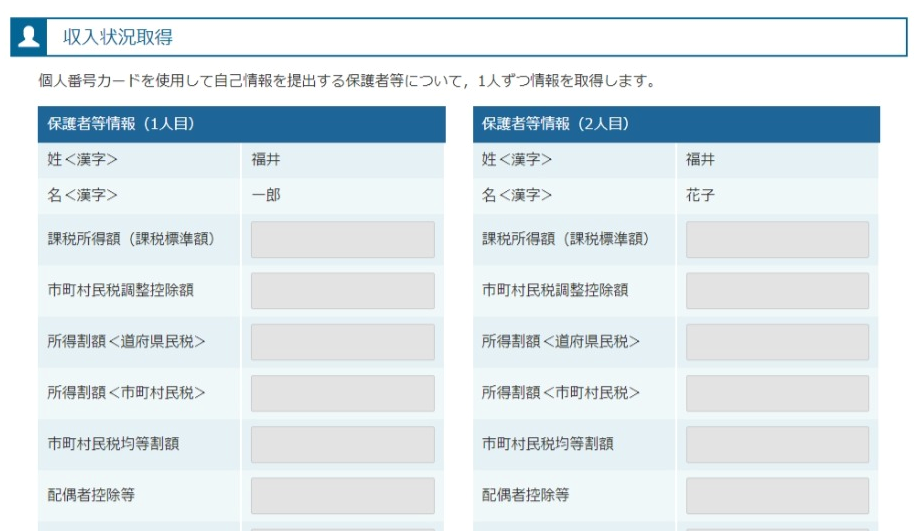 収入状況取得
個人番号カードを使用して自己情報を提出する保護者等について，1人ずつ情報を取得します。
保護者等情報（1人目）
姓＜漢字＞ 福井
名＜漢字＞ 一郎
課税所得額（課税標準額）
市町村民税調整控除額
所得割額＜道府県民税＞
所得割額＜市町村民税＞
市町村民税均等割額
配偶者控除等
保護者等情報（2人目）
姓＜漢字＞ 福井
名＜漢字＞ 花子
課税所得額（課税標準額）
市町村民税調整控除額
所得割額＜道府県民税＞
所得割額＜市町村民税＞
市町村民税均等割額
配偶者控除等